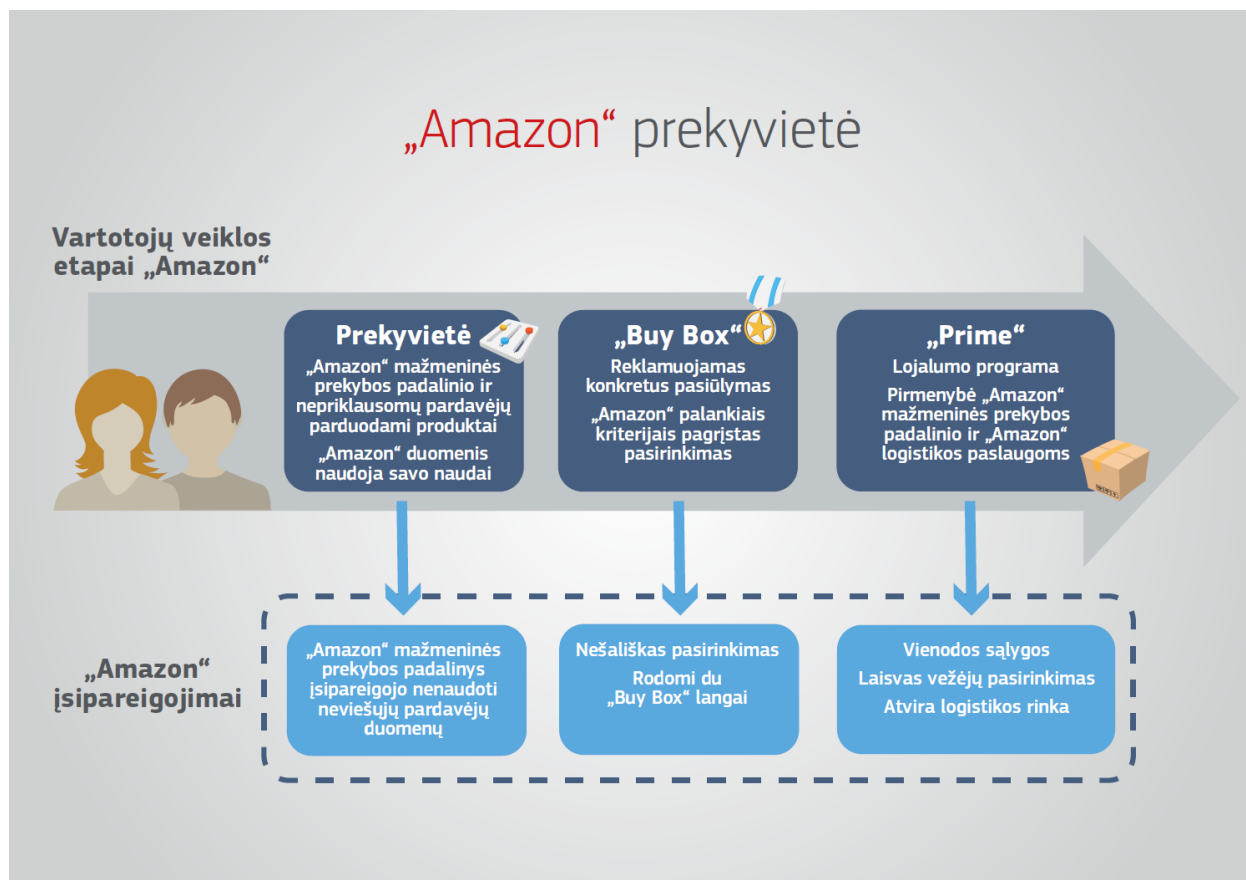 „Amazon“ prekyvietė
Vartotojų veiklos
etapai „Amazon“
Prekyvietė
„Amazon“ mažmeninės
prekybos padalinio ir
nepriklausomų pardavėjų
parduodami produktai
„Amazon“ duomenis
naudoja savo naudai
„Buy Box“
Reklamuojamas
konkretus pasiūlymas
„Amazon“ palankiais
kriterijais pagrįstas
pasirinkimas
„Prime“
Lojalumo programa
Pirmenybė „Amazon“
mažmeninės prekybos
padalinio ir „Amazon“
logistikos paslaugoms
„Amazon“
įsipareigojimai
„Amazon“ mažmeninės
prekybos padalinys
įsipareigojo nenaudoti
neviešųjų pardavėjų
duomenų
Nešališkas pasirinkimas
Rodomi du
„Buy Box“ langai
Vienodos sąlygos
Laisvas vežėjų pasirinkimas
Atvira logistikos rinka